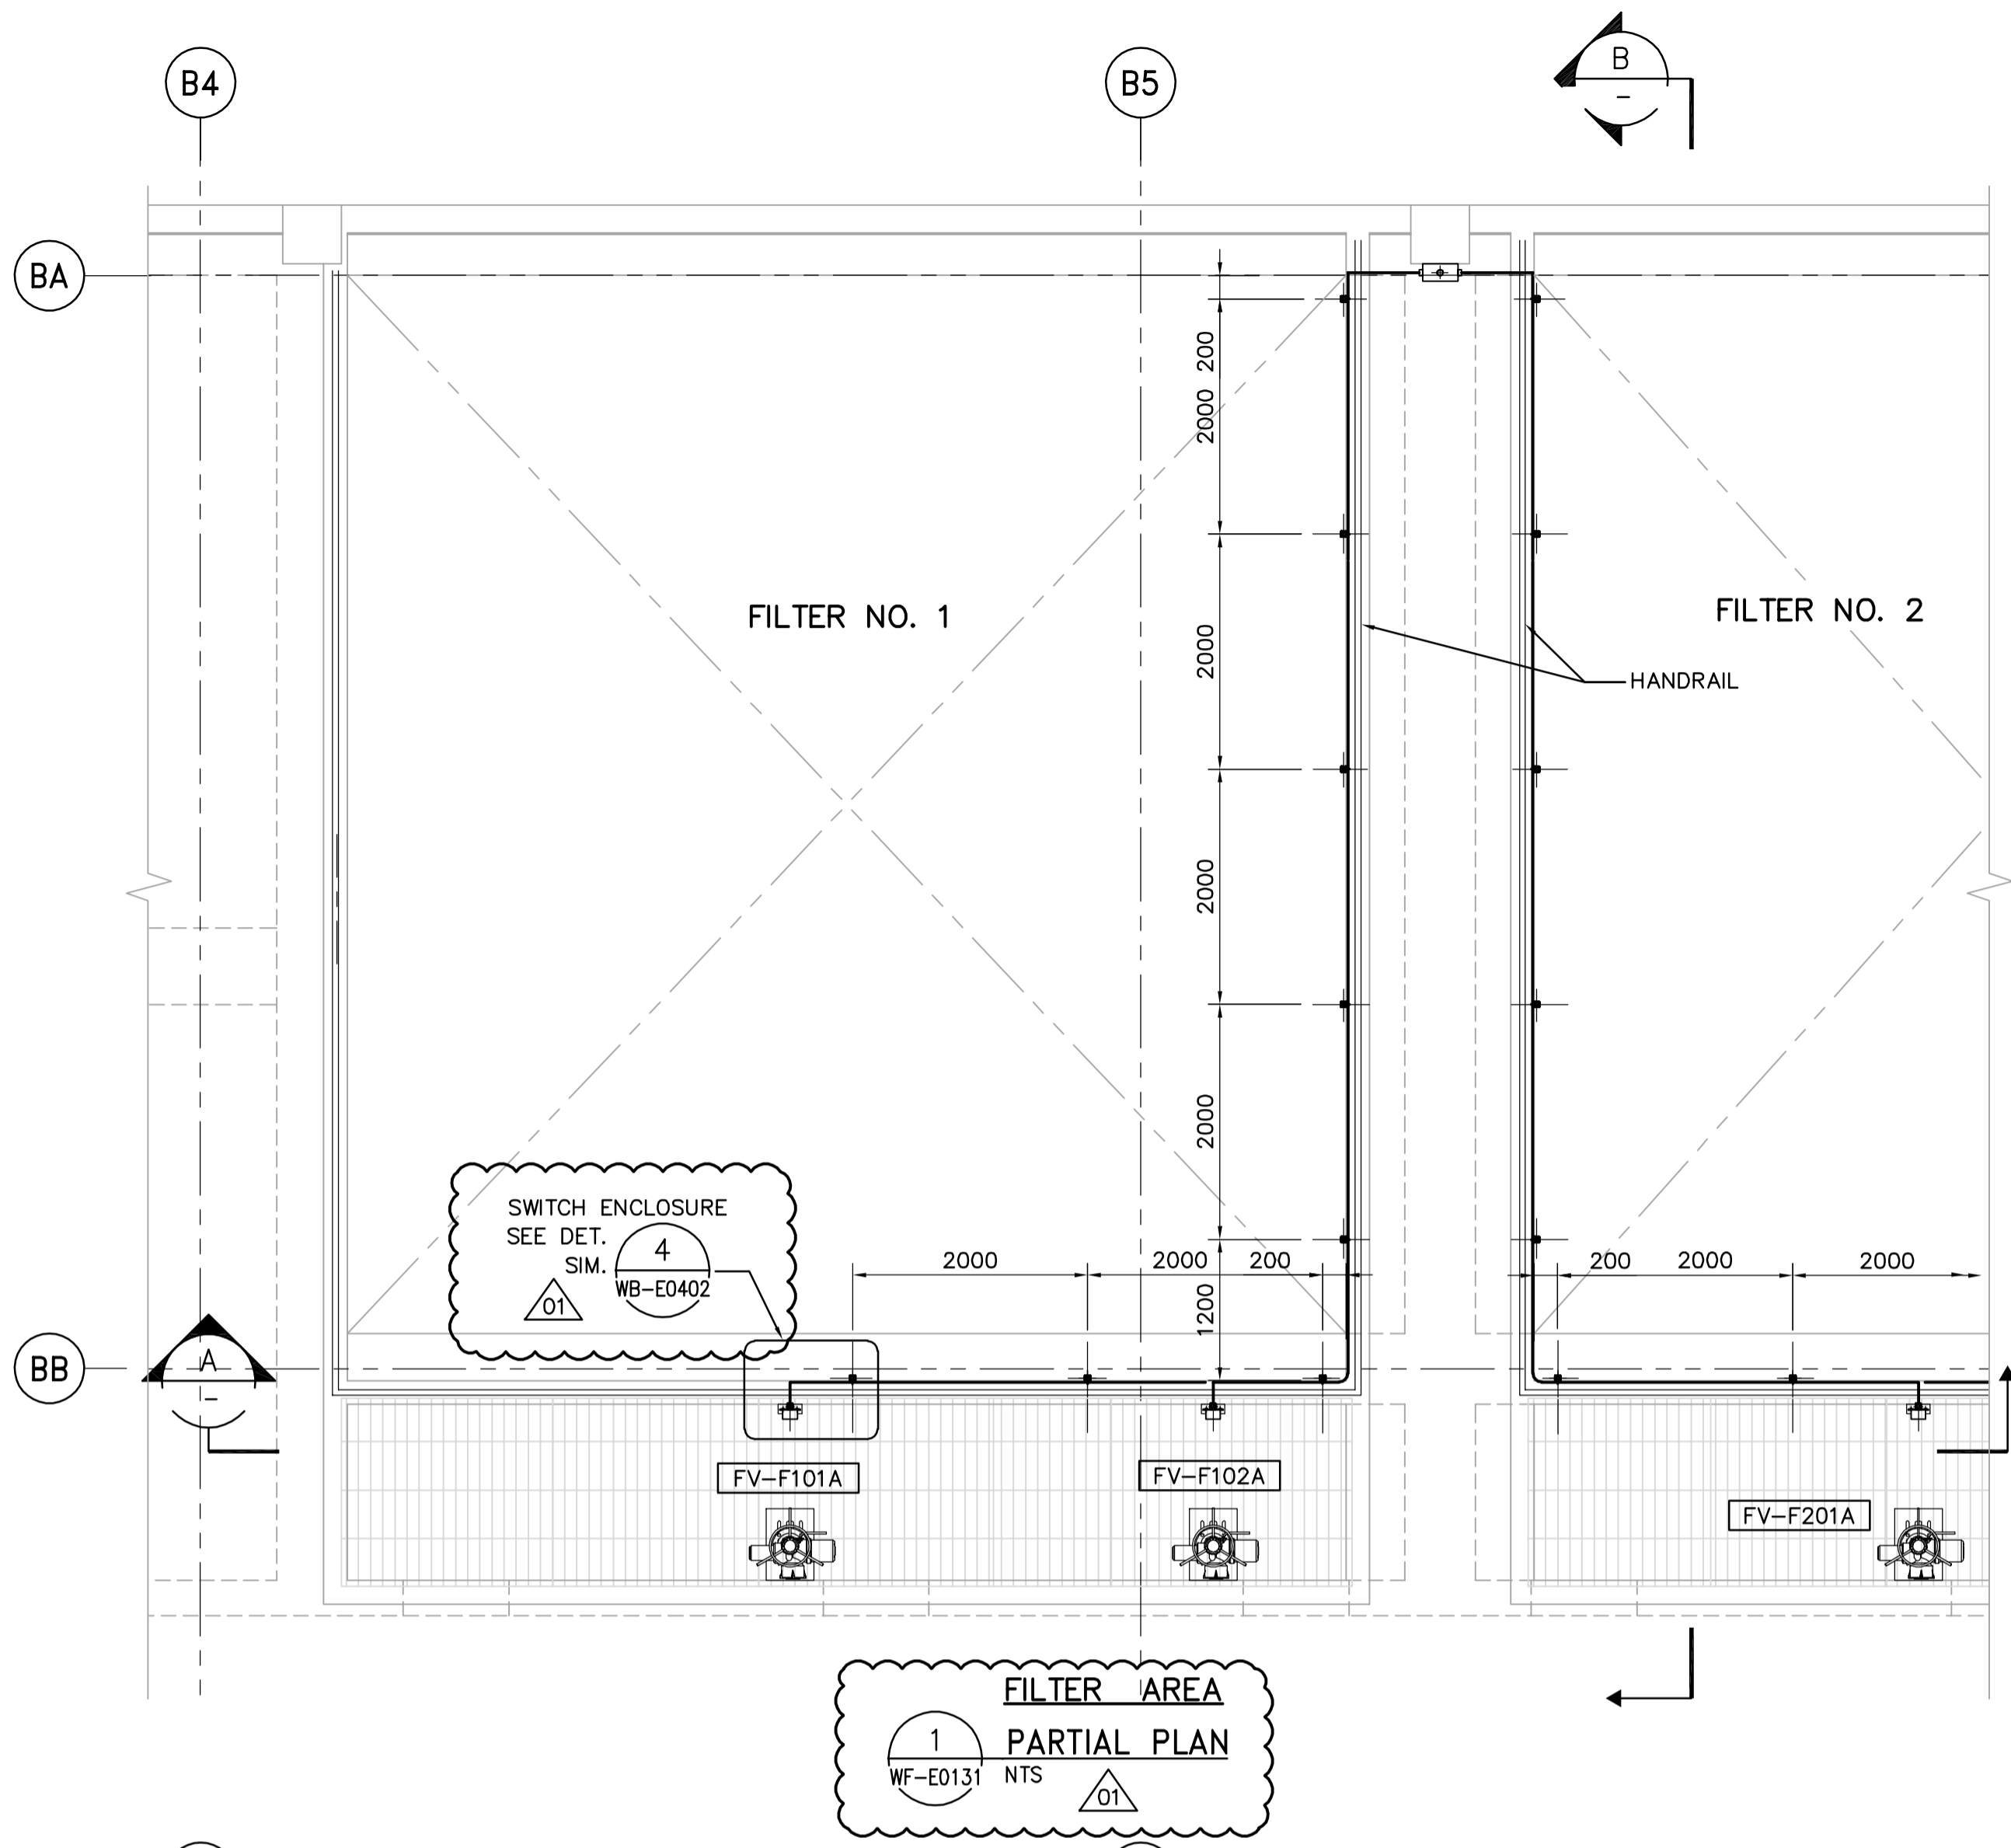 B4
B5
B
-
BA
200
2000
FILTER NO. 1
FILTER NO. 2
2000
HANDRAIL
2000
2000
SWITCH ENCLOSURE
SEE DET.
SIM.
4
WB-E0402
01
2000
2000
200
200
2000
2000
1200
BB
A
-
FV-F101A
FV-F102A
FV-F201A
FILTER AREA
PARTIAL PLAN
1
WF-E0131
NTS
01